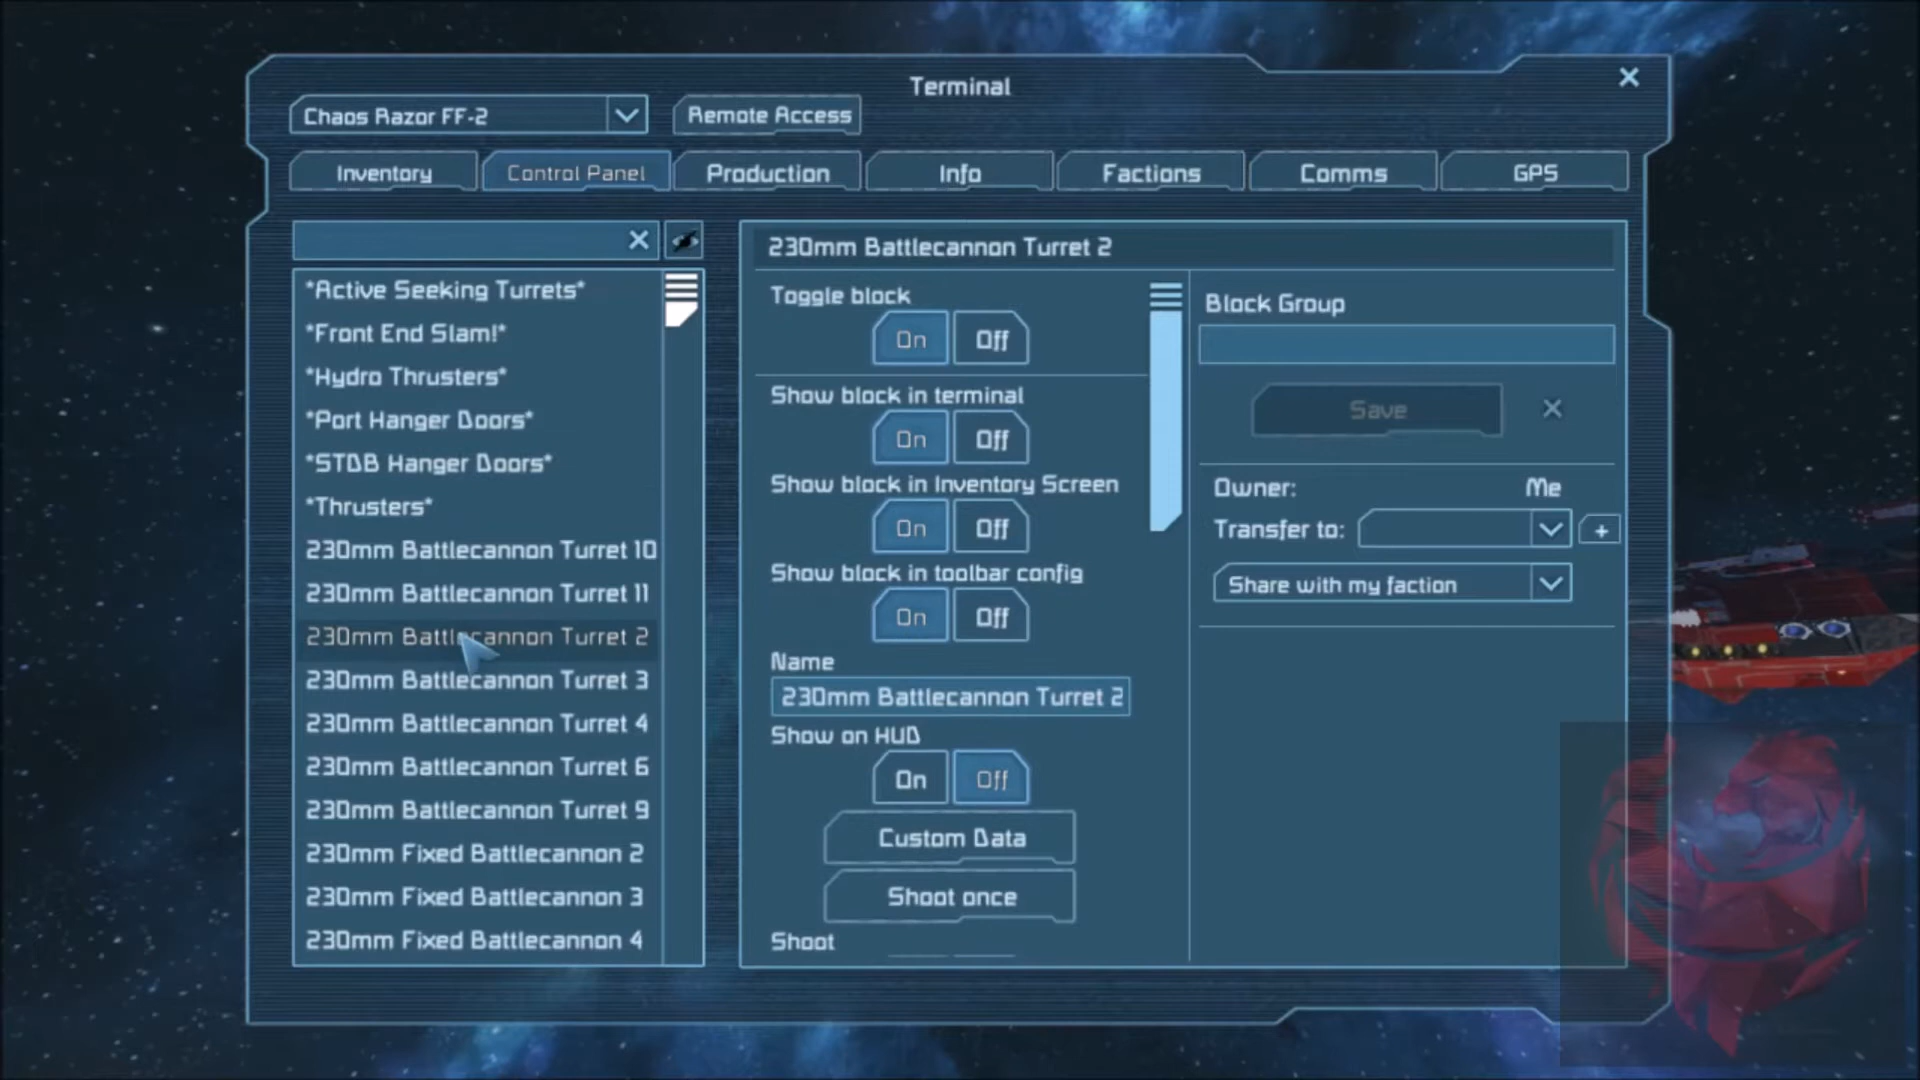 Terminal
Chaos Razor FF-2
Remote Access
Inventory
Control Panel
Production
Info
Factions
Comms
GPS
*Active Seeking Turrets*
*Front End Slam!*
*Hydro Thrusters*
*Port Hanger Doors*
*STDB Hanger Doors*
*Thrusters*
230mm Battlecannon Turret 10
230mm Battlecannon Turret 11
230mm Battlecannon Turret 2
230mm Battlecannon Turret 3
230mm Battlecannon Turret 4
230mm Battlecannon Turret 6
230mm Battlecannon Turret 9
230mm Fixed Battlecannon 2
230mm Fixed Battlecannon 3
230mm Fixed Battlecannon 4
230mm Battlecannon Turret 2
Toggle block
On Off
Show block in terminal
On Off
Show block in Inventory Screen
On Off
Show block in toolbar config
On Off
Name
230mm Battlecannon Turret 2
Show on HUD
On Off
Custom Data
Shoot once
Shoot
Block Group
Save
Owner: Me
Transfer to:
Share with my faction